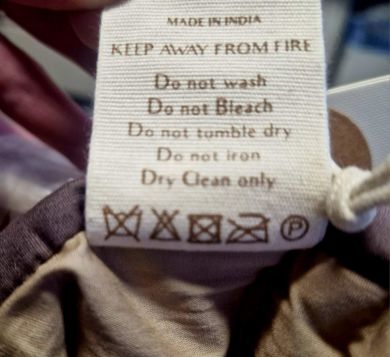 MADE IN INDIA
KEEP AWAY FROM FIRE
Do not wash
Do not Bleach
Do not tumble dry
Do not iron
Dry Clean only
P